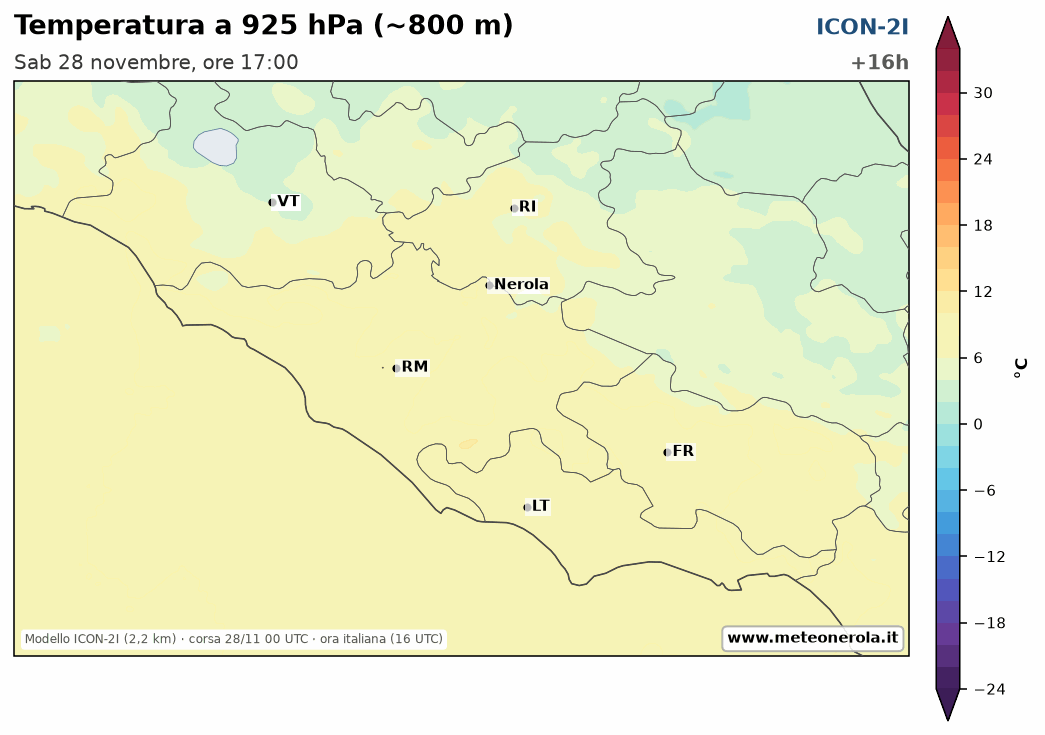 Temperatura a 925 hPa (~800 m)
ICON-2I
Sab 28 novembre, ore 17:00
+16h
VT
RI
Nerola
RM
FR
LT
Modello ICON-2I (2,2 km) · corsa 28/11 00 UTC · ora italiana (16 UTC)
www.meteonerola.it
30
24
18
12
6
0
−6
−12
−18
−24
°C